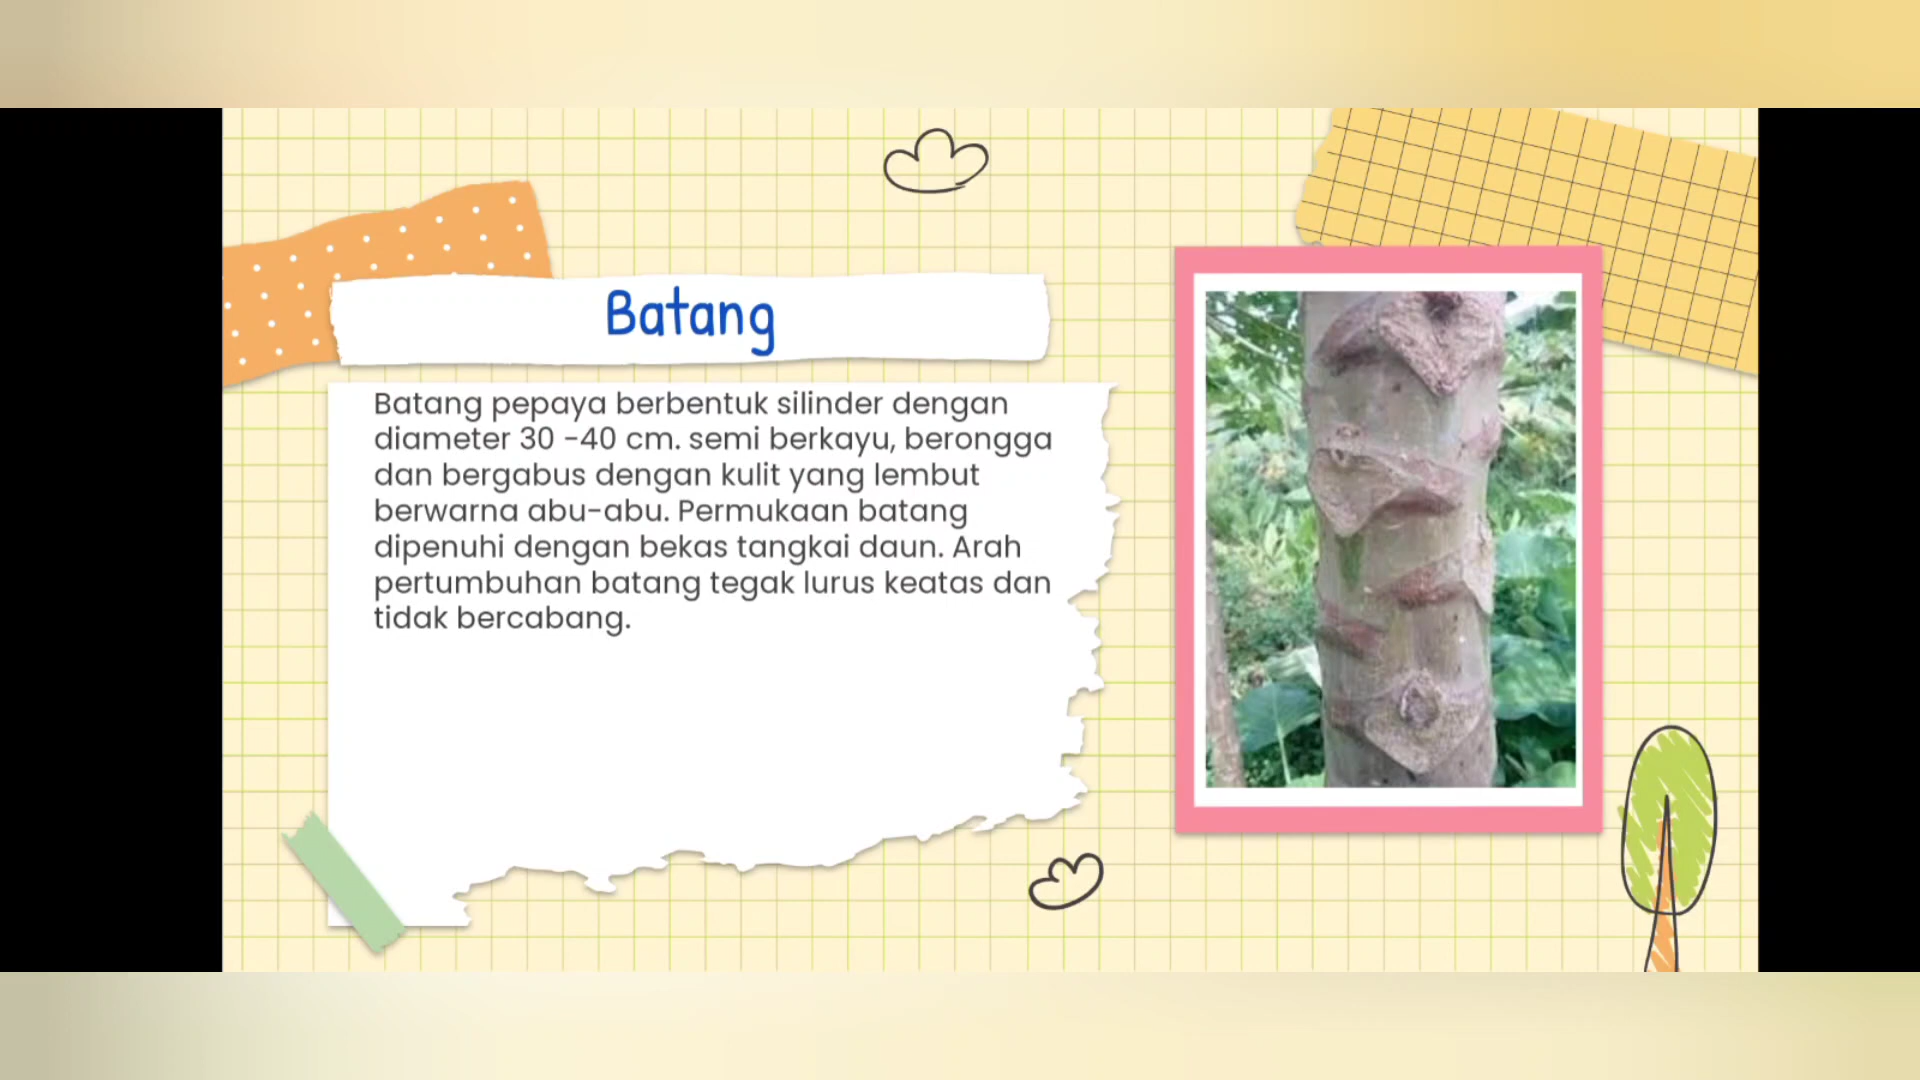 Batang
Batang pepaya berbentuk silinder dengan
diameter 30 -40 cm. semi berkayu, berongga
dan bergabus dengan kulit yang lembut
berwarna abu-abu. Permukaan batang
dipenuhi dengan bekas tangkai daun. Arah
pertumbuhan batang tegak lurus keatas dan
tidak bercabang.